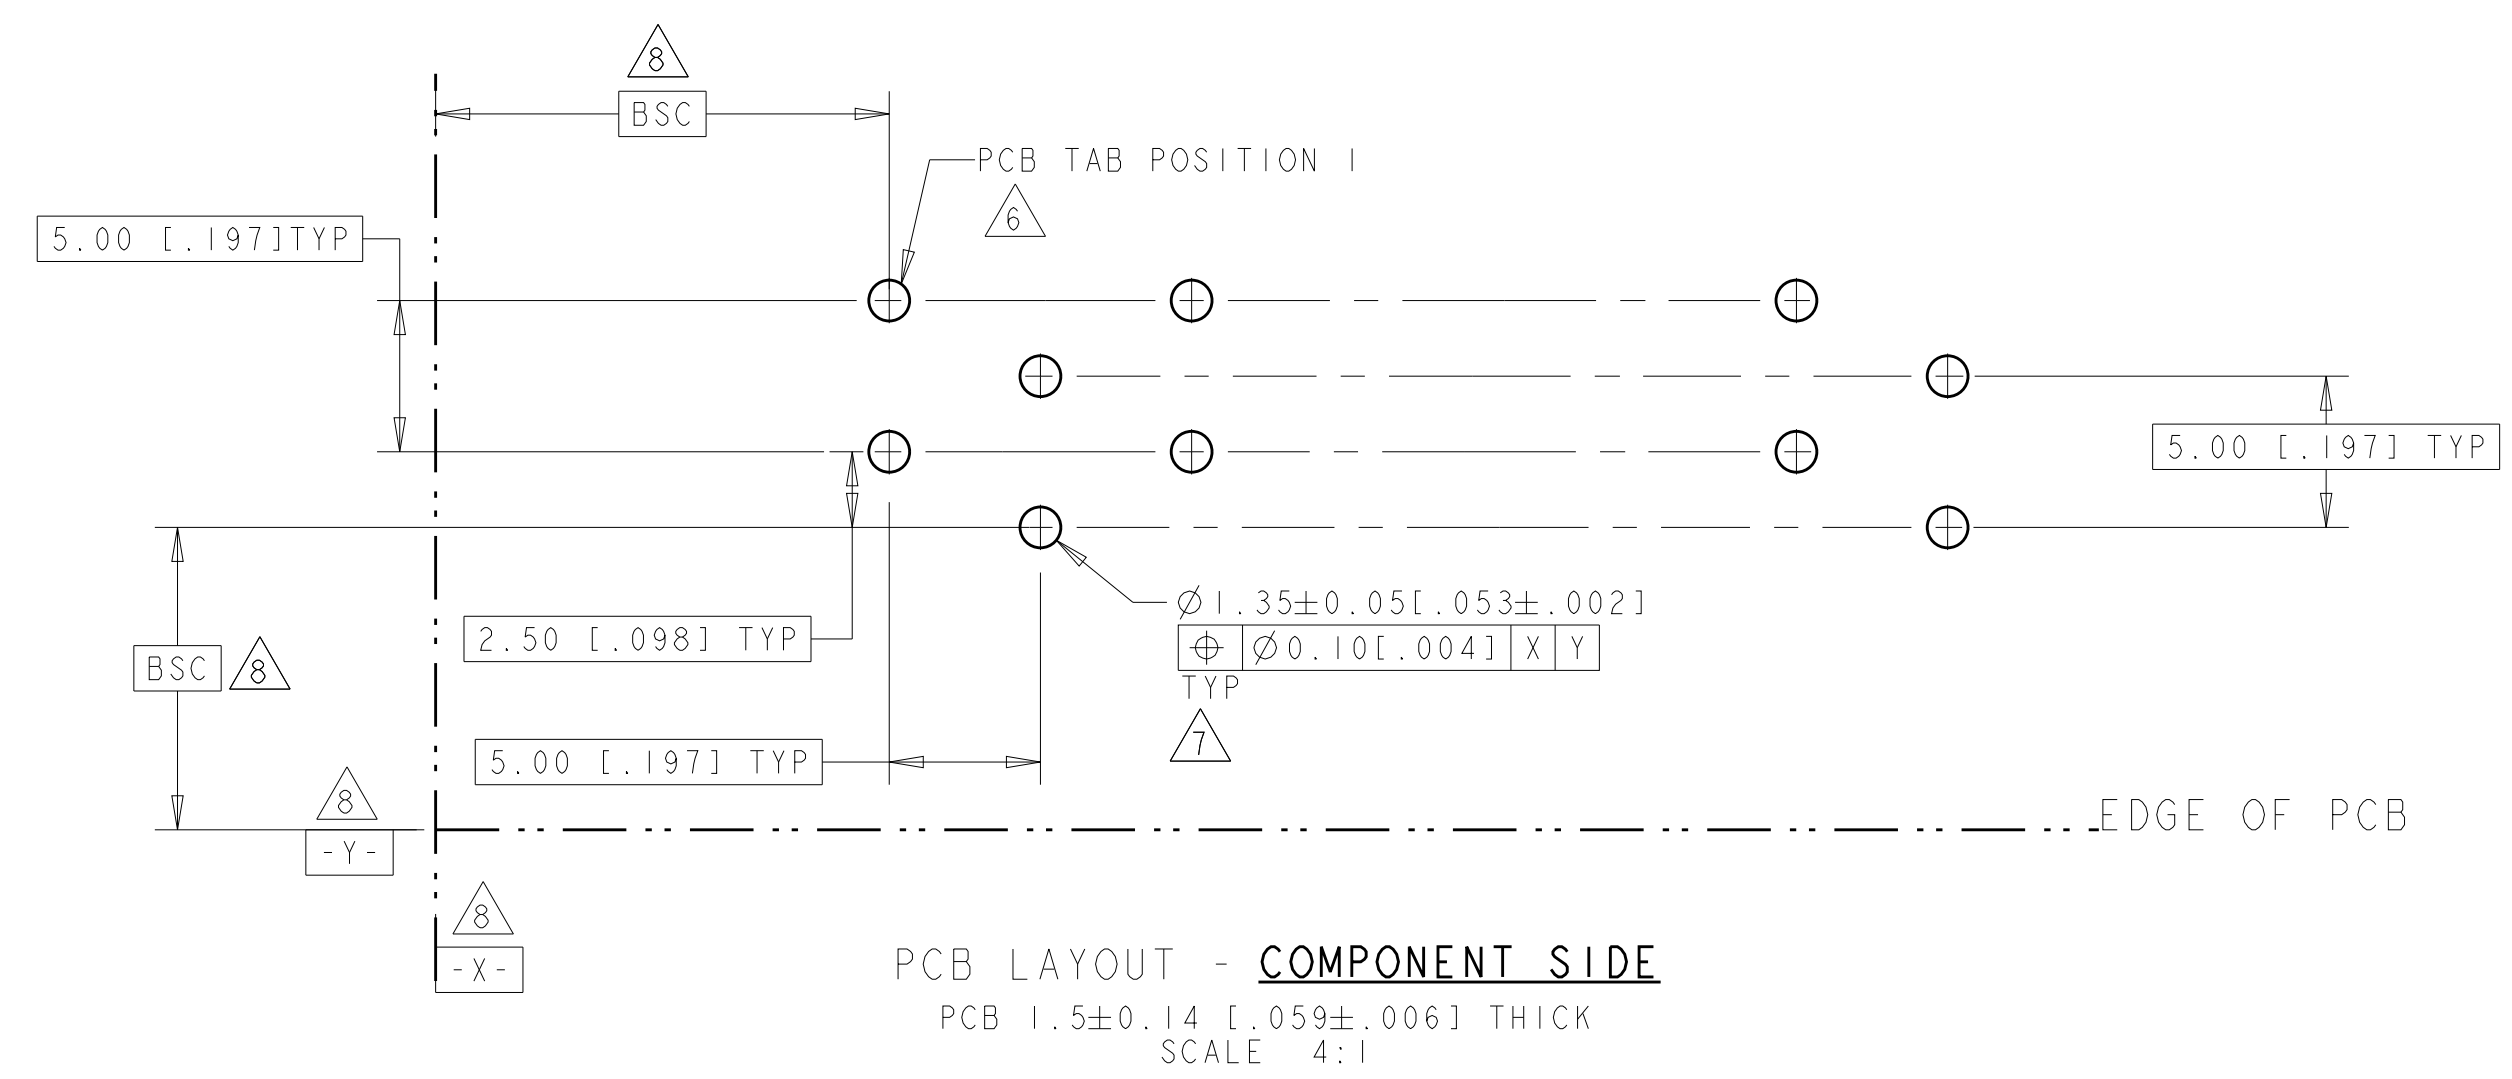 8
BSC
PCB TAB POSITION 1
6
5.00 [.197]TYP
5.00 [.197] TYP
⌀1.35±0.05[.053±.002]
⌖ ⌀0.10[.004] X Y
TYP
7
2.50 [.098] TYP
BSC
8
5.00 [.197] TYP
8
-Y-
EDGE OF PCB
8
-X-
PCB LAYOUT - COMPONENT SIDE
PCB 1.5±0.14 [.059±.006] THICK
SCALE 4:1